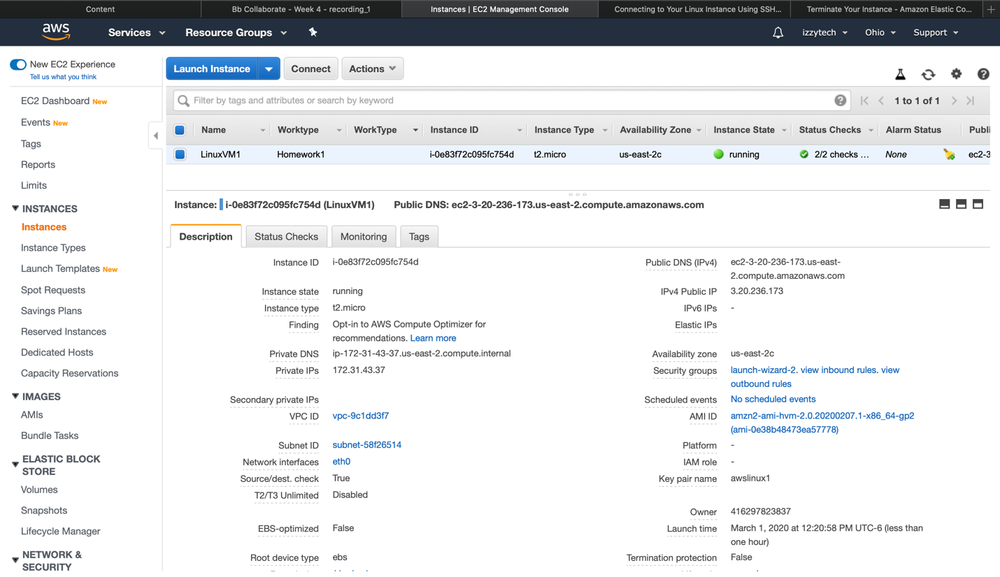 Content
Bb Collaborate - Week 4 - recording_1
Instances | EC2 Management Console
Connecting to Your Linux Instance Using SSH...
Terminate Your Instance - Amazon Elastic Co...
aws
Services
Resource Groups
izzytech
Ohio
Support
New EC2 Experience
Tell us what you think
EC2 Dashboard New
Events New
Tags
Reports
Limits
INSTANCES
Instances
Instance Types
Launch Templates New
Spot Requests
Savings Plans
Reserved Instances
Dedicated Hosts
Capacity Reservations
IMAGES
AMIs
Bundle Tasks
ELASTIC BLOCK
STORE
Volumes
Snapshots
Lifecycle Manager
NETWORK &
SECURITY
Launch Instance
Connect
Actions
Filter by tags and attributes or search by keyword
1 to 1 of 1
Name Worktype WorkType Instance ID Instance Type Availability Zone Instance State Status Checks Alarm Status Publi
LinuxVM1 Homework1 i-0e83f72c095fc754d t2.micro us-east-2c running 2/2 checks ... None ec2-3
Instance: i-0e83f72c095fc754d (LinuxVM1) Public DNS: ec2-3-20-236-173.us-east-2.compute.amazonaws.com
Description
Status Checks
Monitoring
Tags
Instance ID i-0e83f72c095fc754d
Instance state running
Instance type t2.micro
Finding Opt-in to AWS Compute Optimizer for
recommendations. Learn more
Private DNS ip-172-31-43-37.us-east-2.compute.internal
Private IPs 172.31.43.37
Secondary private IPs
VPC ID vpc-9c1dd3f7
Subnet ID subnet-58f26514
Network interfaces eth0
Source/dest. check True
T2/T3 Unlimited Disabled
EBS-optimized False
Root device type ebs
Public DNS (IPv4) ec2-3-20-236-173.us-east-
2.compute.amazonaws.com
IPv4 Public IP 3.20.236.173
IPv6 IPs -
Elastic IPs
Availability zone us-east-2c
Security groups launch-wizard-2. view inbound rules. view
outbound rules
Scheduled events No scheduled events
AMI ID amzn2-ami-hvm-2.0.20200207.1-x86_64-gp2
(ami-0e38b48473ea57778)
Platform -
IAM role -
Key pair name awslinux1
Owner 416297823837
Launch time March 1, 2020 at 12:20:58 PM UTC-6 (less than
one hour)
Termination protection False